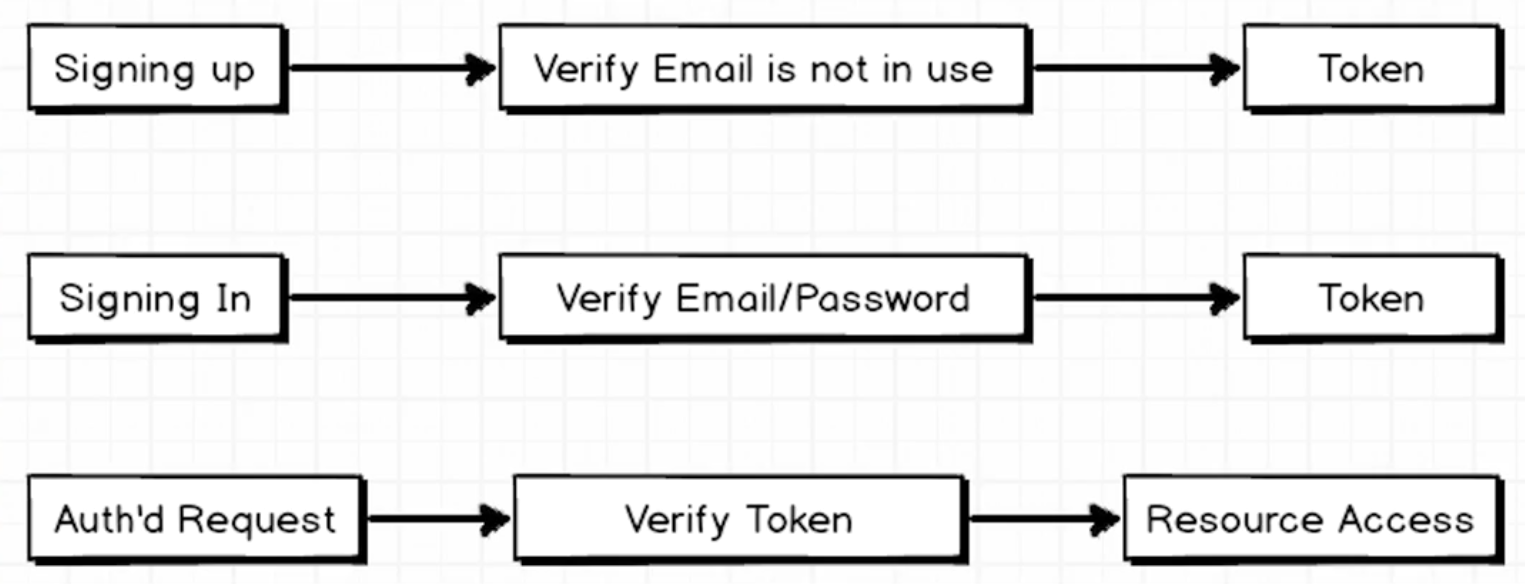 Signing up
Verify Email is not in use
Token
Signing In
Verify Email/Password
Token
Auth'd Request
Verify Token
Resource Access